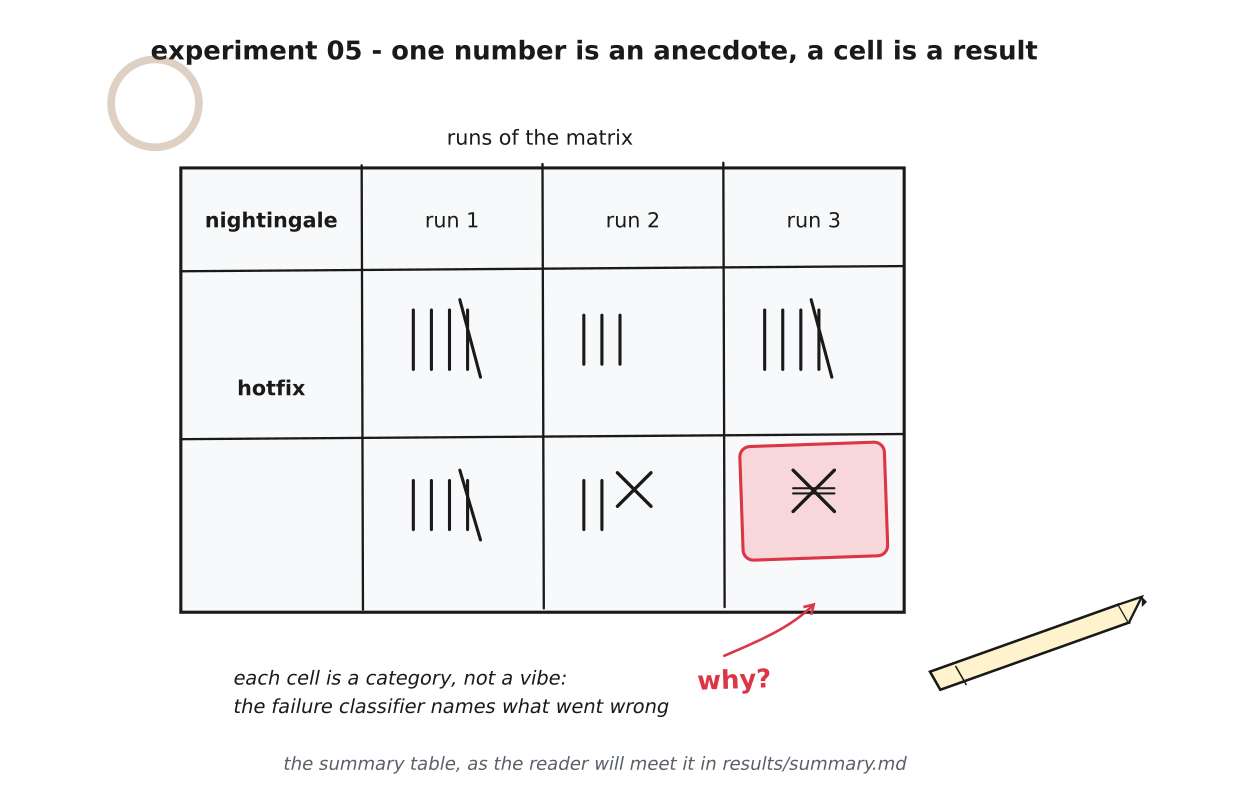 experiment 05 - one number is an anecdote, a cell is a result
runs of the matrix
nightingale run 1 run 2 run 3
hotfix
each cell is a category, not a vibe:
the failure classifier names what went wrong
why?
the summary table, as the reader will meet it in results/summary.md